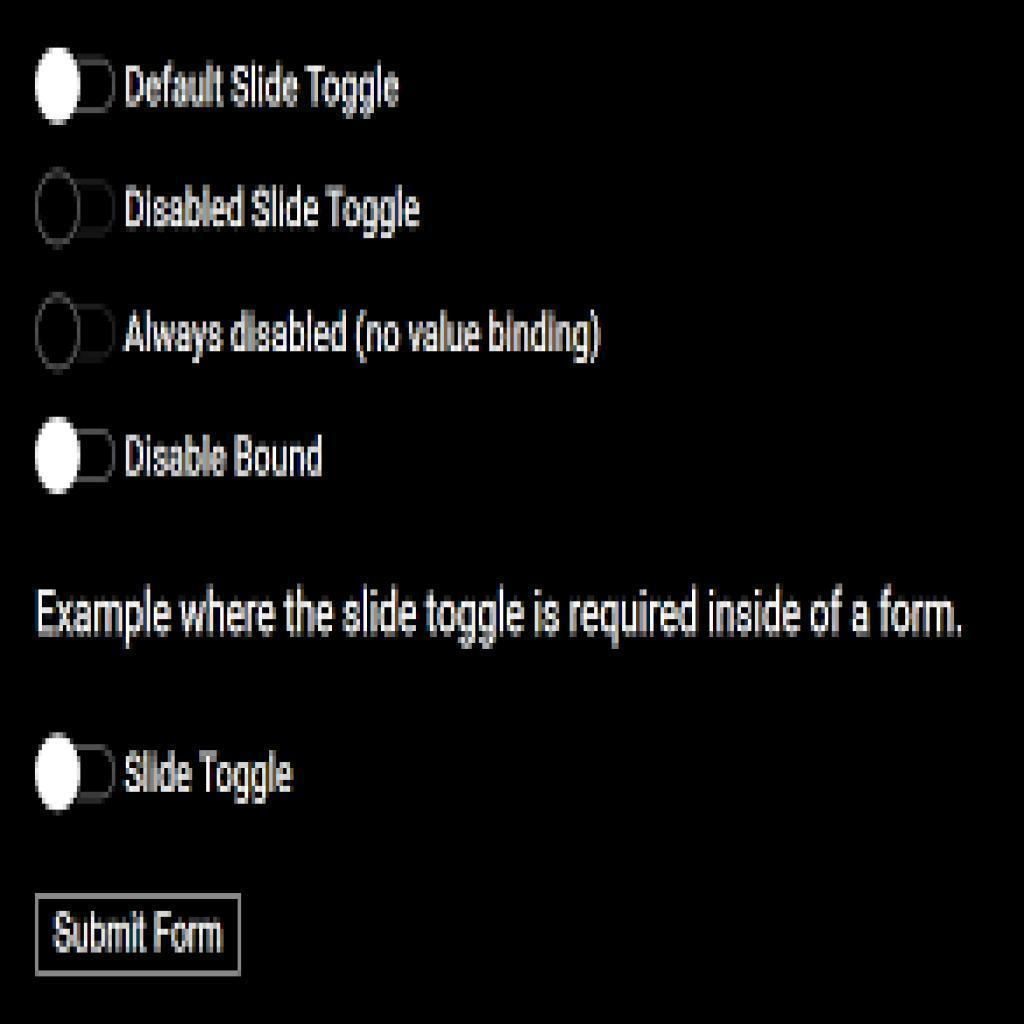 Default Slide Toggle
Disabled Slide Toggle
Always disabled (no value binding)
Disable Bound
Example where the slide toggle is required inside of a form.
Slide Toggle
Submit Form